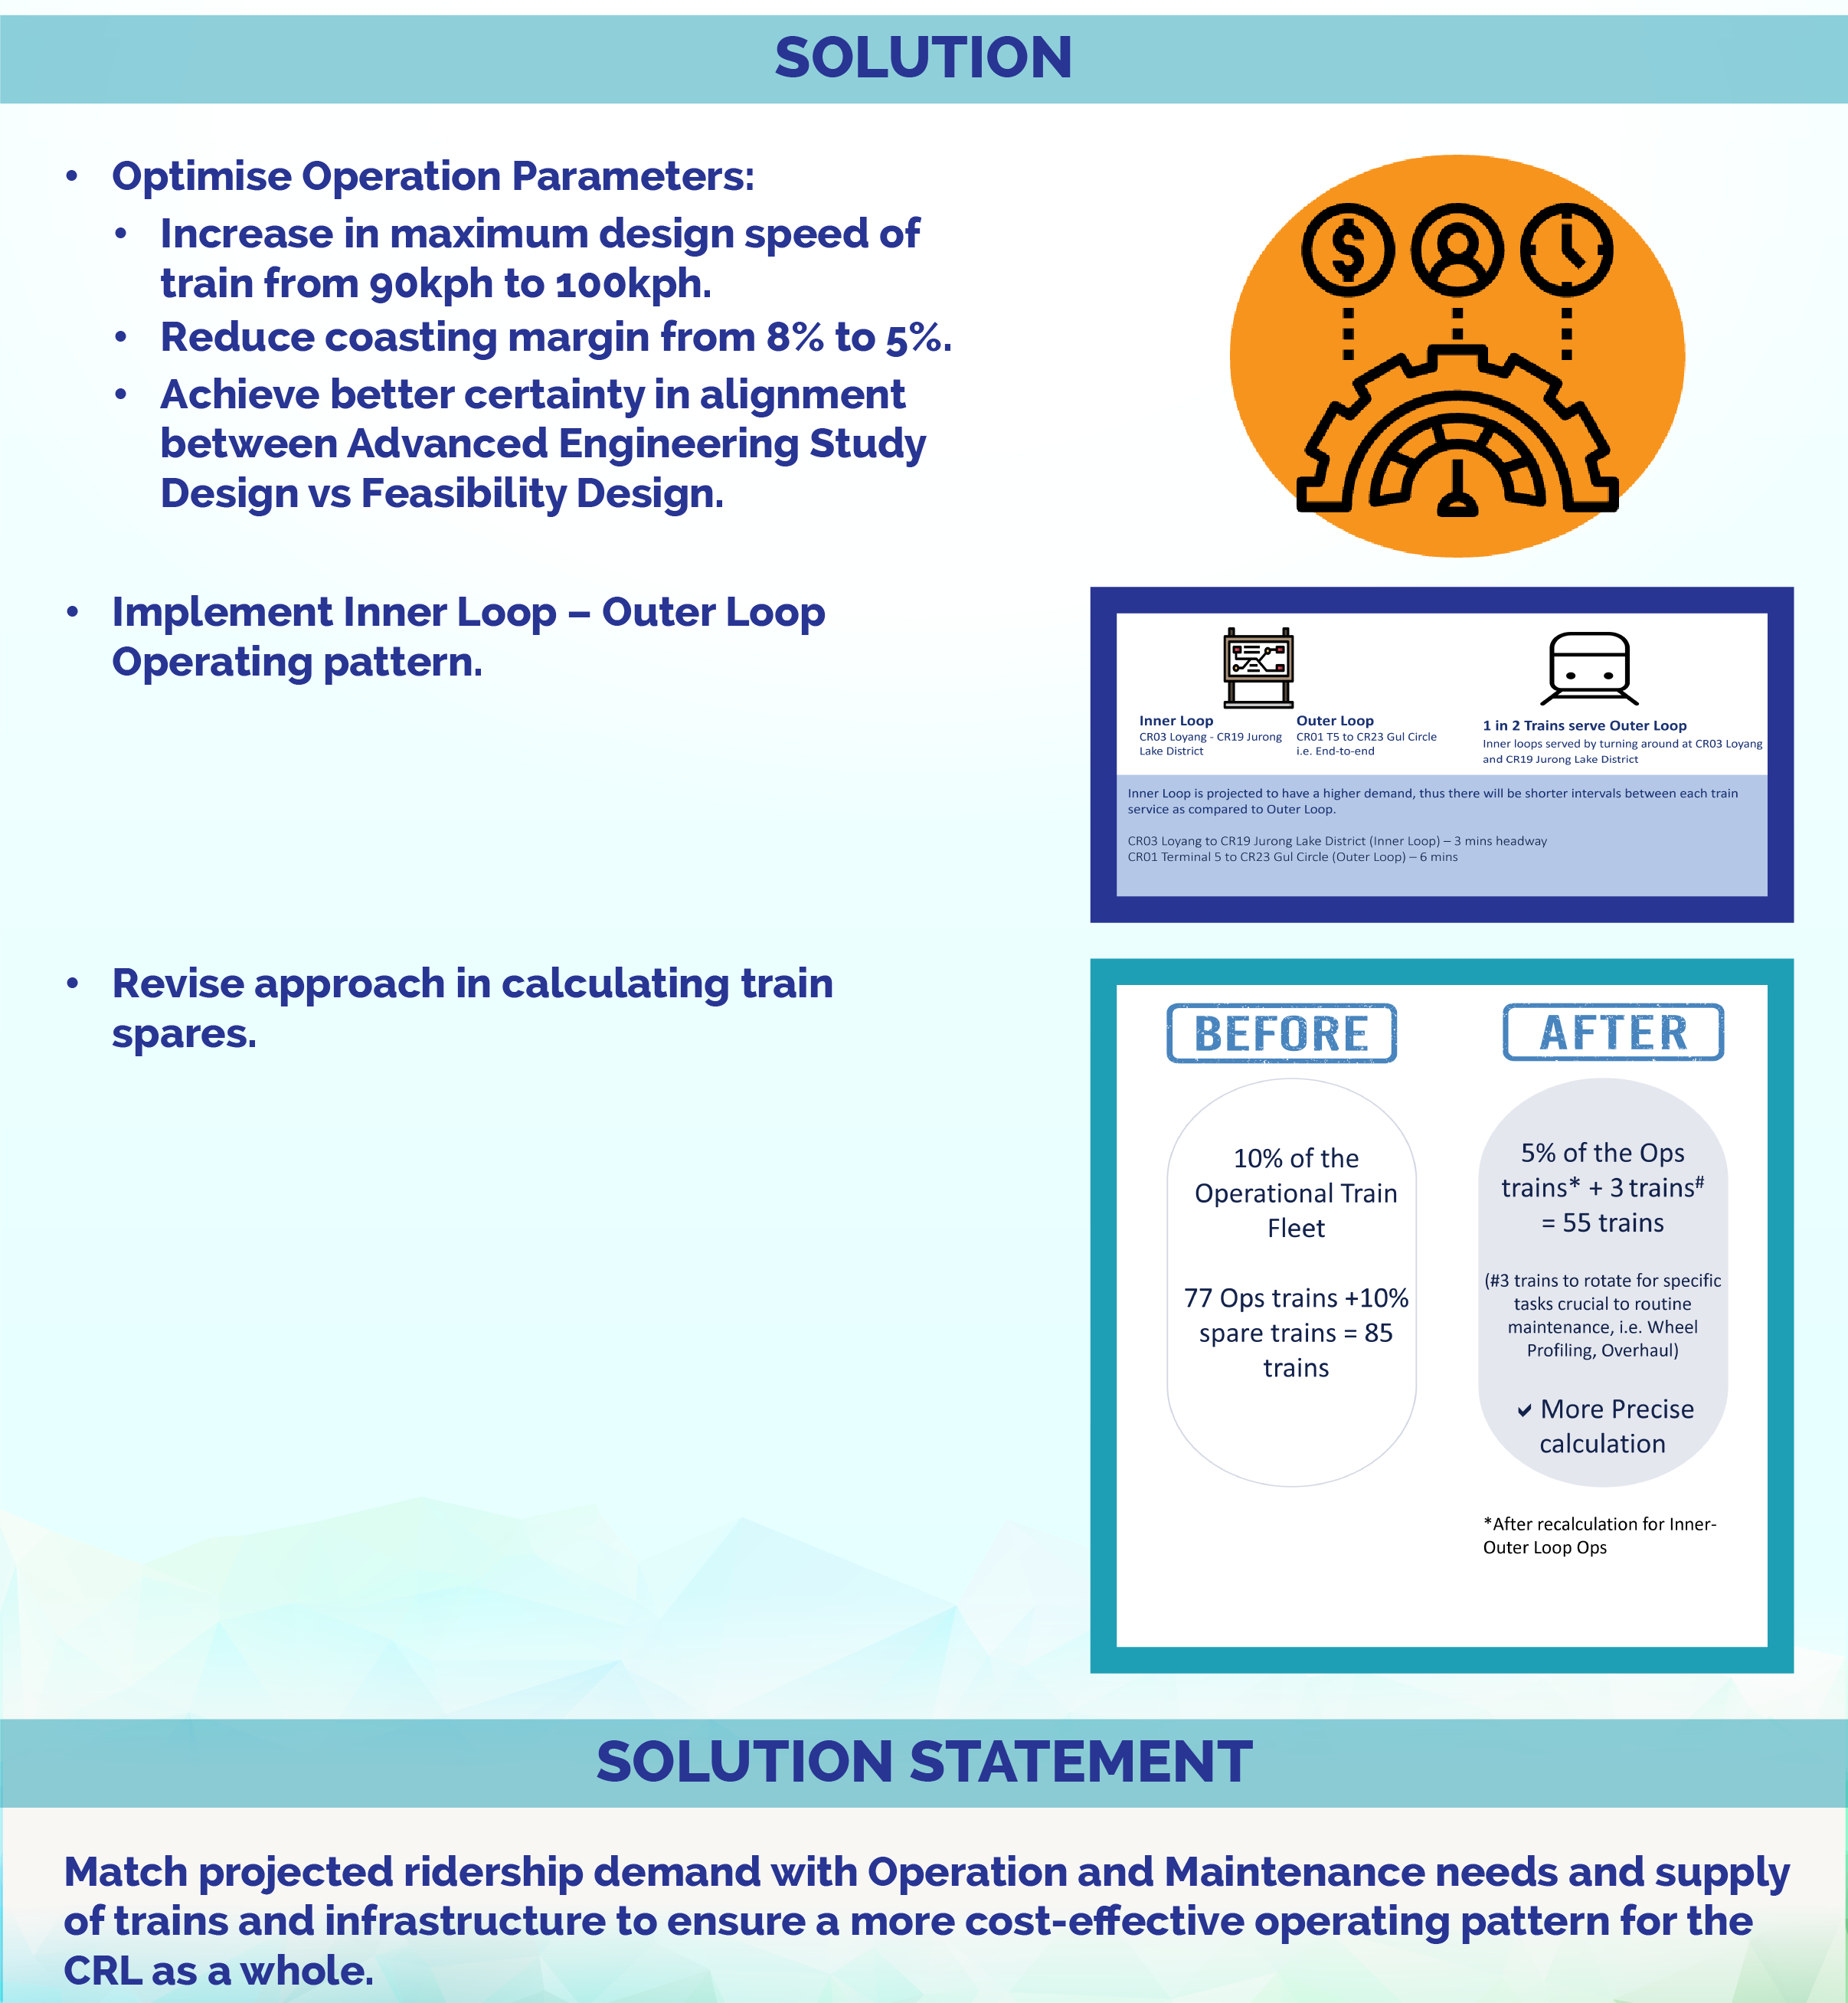 SOLUTION
• Optimise Operation Parameters:
• Increase in maximum design speed of
train from 90kph to 100kph.
• Reduce coasting margin from 8% to 5%.
• Achieve better certainty in alignment
between Advanced Engineering Study
Design vs Feasibility Design.
• Implement Inner Loop – Outer Loop
Operating pattern.
Inner Loop
CR03 Loyang - CR19 Jurong
Lake District
Outer Loop
CR01 T5 to CR23 Gul Circle
i.e. End-to-end
1 in 2 Trains serve Outer Loop
Inner loops served by turning around at CR03 Loyang
and CR19 Jurong Lake District
Inner Loop is projected to have a higher demand, thus there will be shorter intervals between each train
service as compared to Outer Loop.
CR03 Loyang to CR19 Jurong Lake District (Inner Loop) – 3 mins headway
CR01 Terminal 5 to CR23 Gul Circle (Outer Loop) – 6 mins
• Revise approach in calculating train
spares.
BEFORE
10% of the
Operational Train
Fleet
77 Ops trains +10%
spare trains = 85
trains
AFTER
5% of the Ops
trains* + 3 trains#
= 55 trains
(#3 trains to rotate for specific
tasks crucial to routine
maintenance, i.e. Wheel
Profiling, Overhaul)
✓ More Precise
calculation
*After recalculation for Inner-
Outer Loop Ops
SOLUTION STATEMENT
Match projected ridership demand with Operation and Maintenance needs and supply
of trains and infrastructure to ensure a more cost-effective operating pattern for the
CRL as a whole.